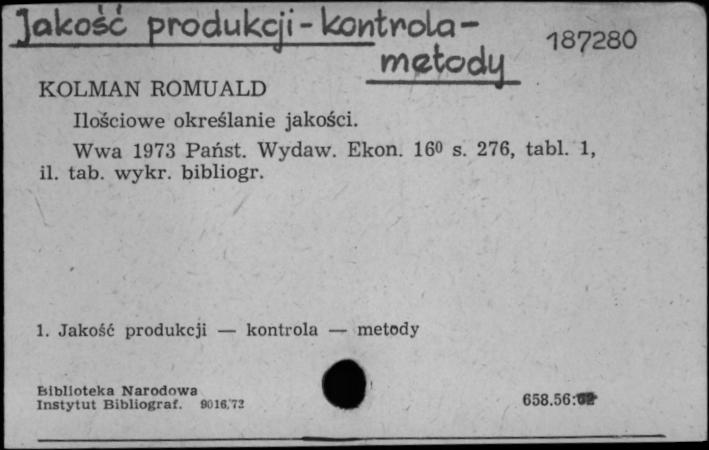 Jakość produkcji - kontrola -
metody
187280
KOLMAN ROMUALD
Ilościowe określanie jakości.
Wwa 1973 Państ. Wydaw. Ekon. 16⁰ s. 276, tabl. 1,
il. tab. wykr. bibliogr.
1. Jakość produkcji — kontrola — metody
Biblioteka Narodowa
Instytut Bibliograf. 9016,72
658.56: